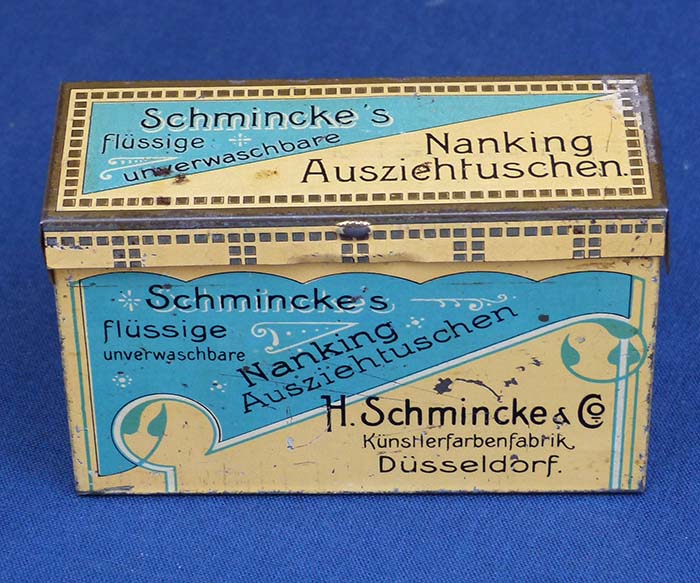 Schmincke's
flüssige
unverwaschbare
Nanking
Ausziehtuschen.
Schmincke's
flüssige
unverwaschbare
Nanking
Ausziehtuschen
H. Schmincke & Co
Künstlerfarbenfabrik
Düsseldorf.